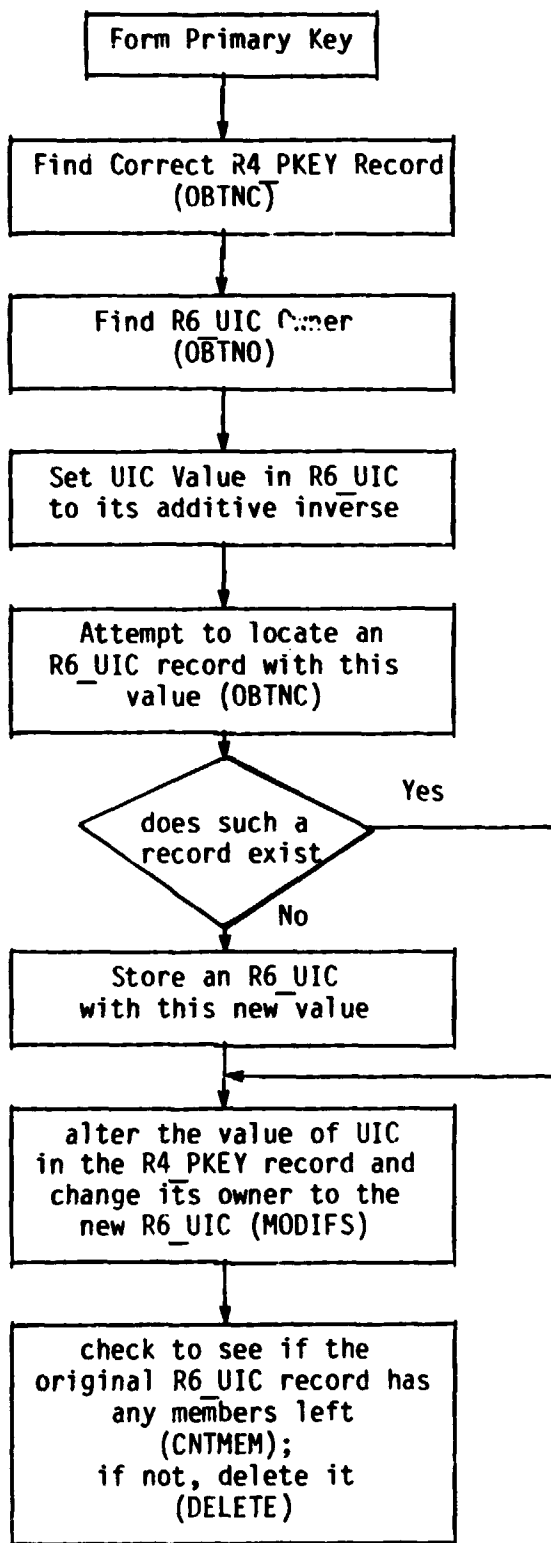 Form Primary Key
Find Correct R4_PKEY Record
(OBTNC)
Find R6_UIC Owner
(OBTNO)
Set UIC Value in R6_UIC
to its additive inverse
Attempt to locate an
R6_UIC record with this
value (OBTNC)
Yes
does such a
record exist
No
Store an R6_UIC
with this new value
alter the value of UIC
in the R4_PKEY record and
change its owner to the
new R6_UIC (MODIFS)
check to see if the
original R6_UIC record has
any members left
(CNTMEM);
if not, delete it
(DELETE)